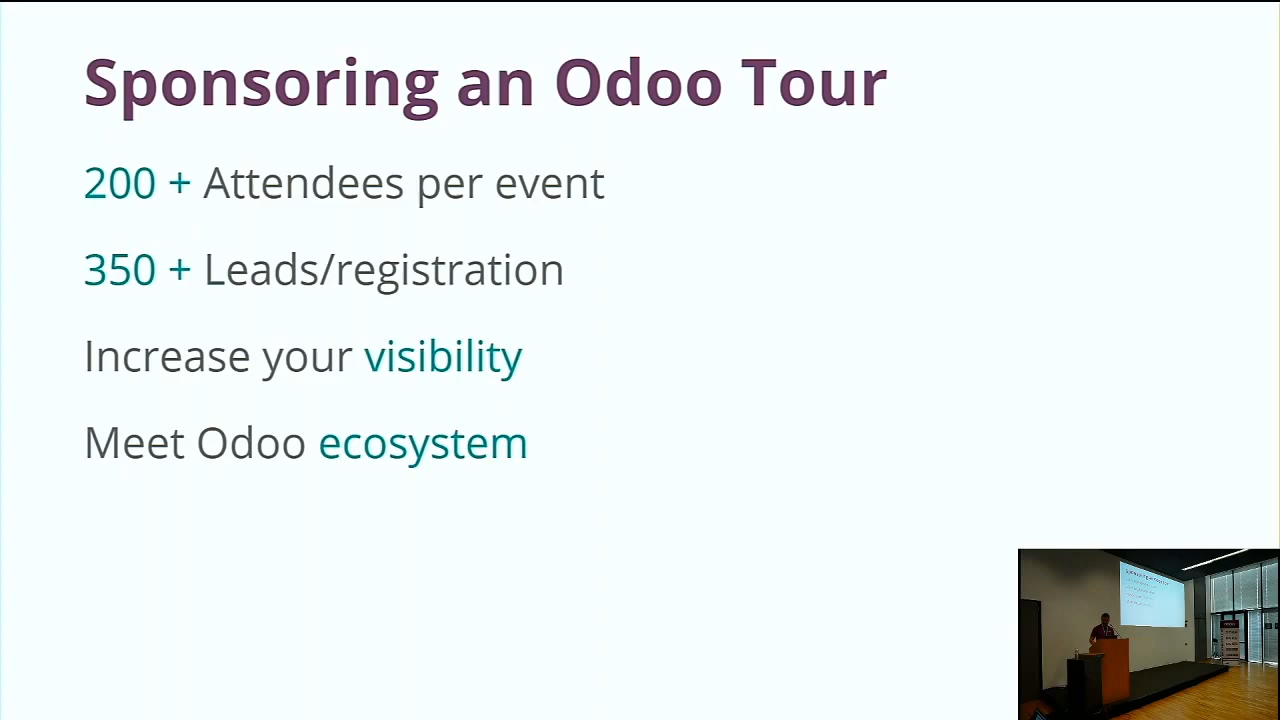 Sponsoring an Odoo Tour
200 + Attendees per event
350 + Leads/registration
Increase your visibility
Meet Odoo ecosystem